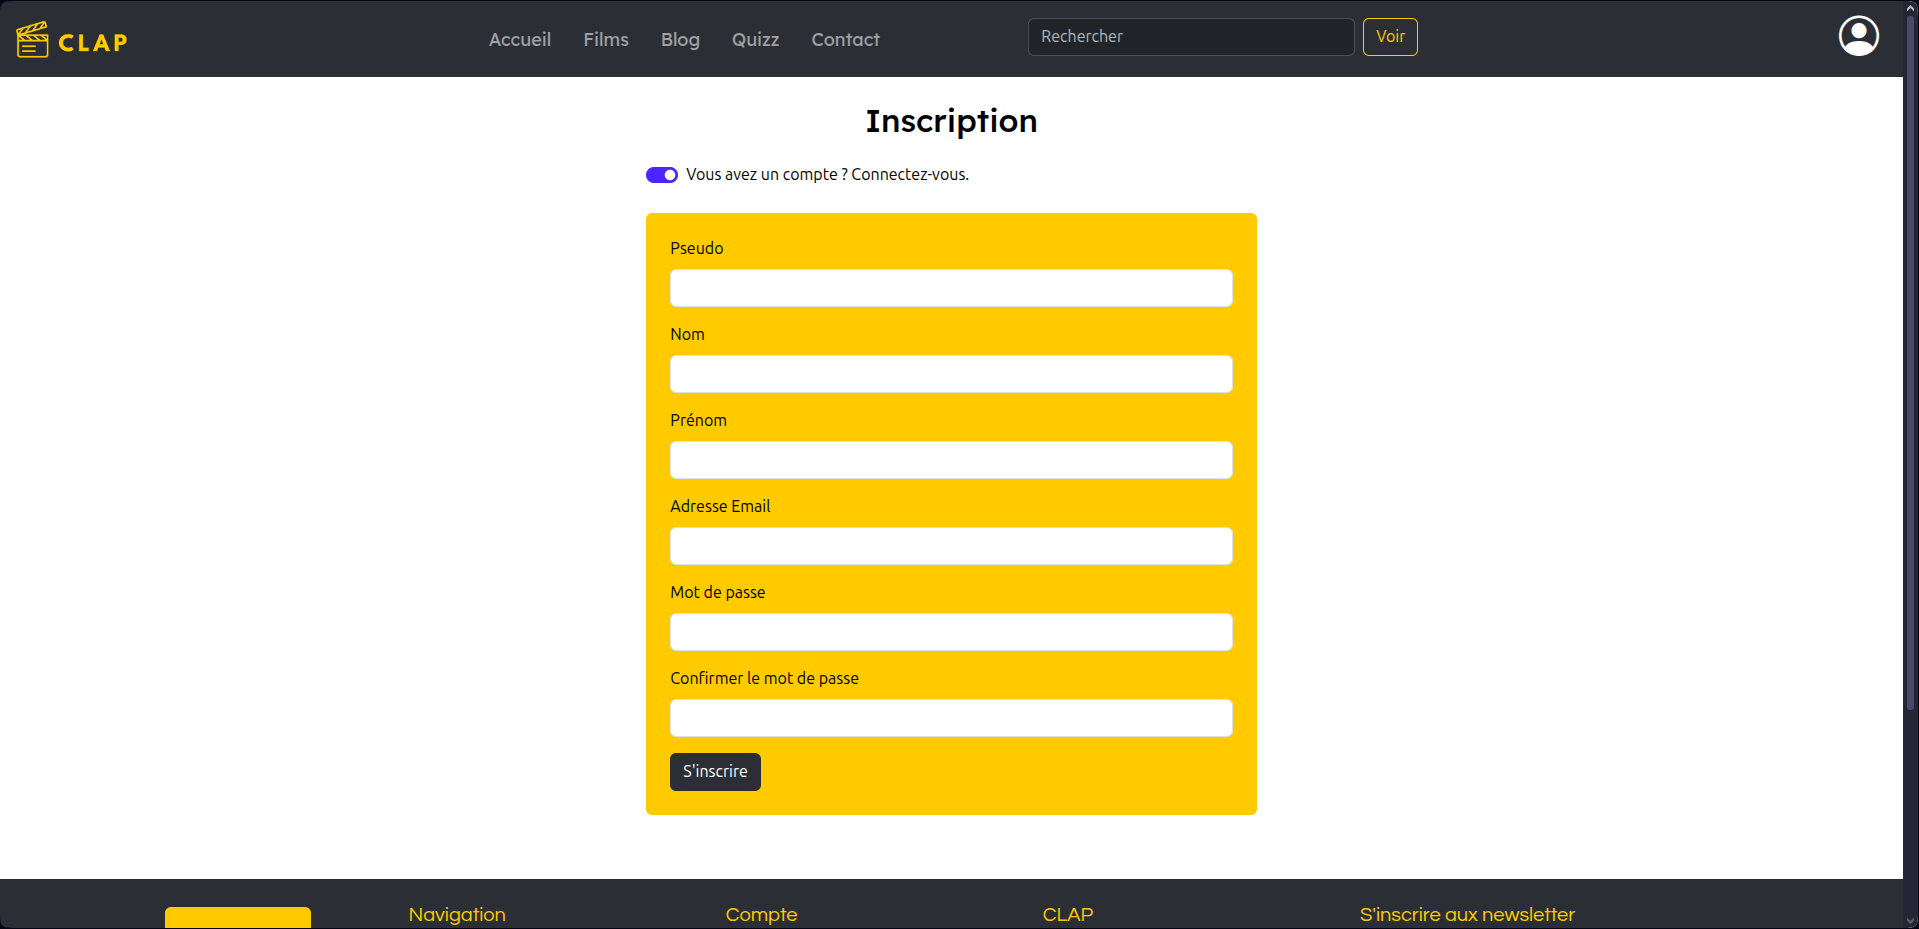 CLAP
Accueil Films Blog Quizz Contact
Rechercher Voir
Inscription
Vous avez un compte ? Connectez-vous.
Pseudo
Nom
Prénom
Adresse Email
Mot de passe
Confirmer le mot de passe
S'inscrire
Navigation Compte CLAP S'inscrire aux newsletter